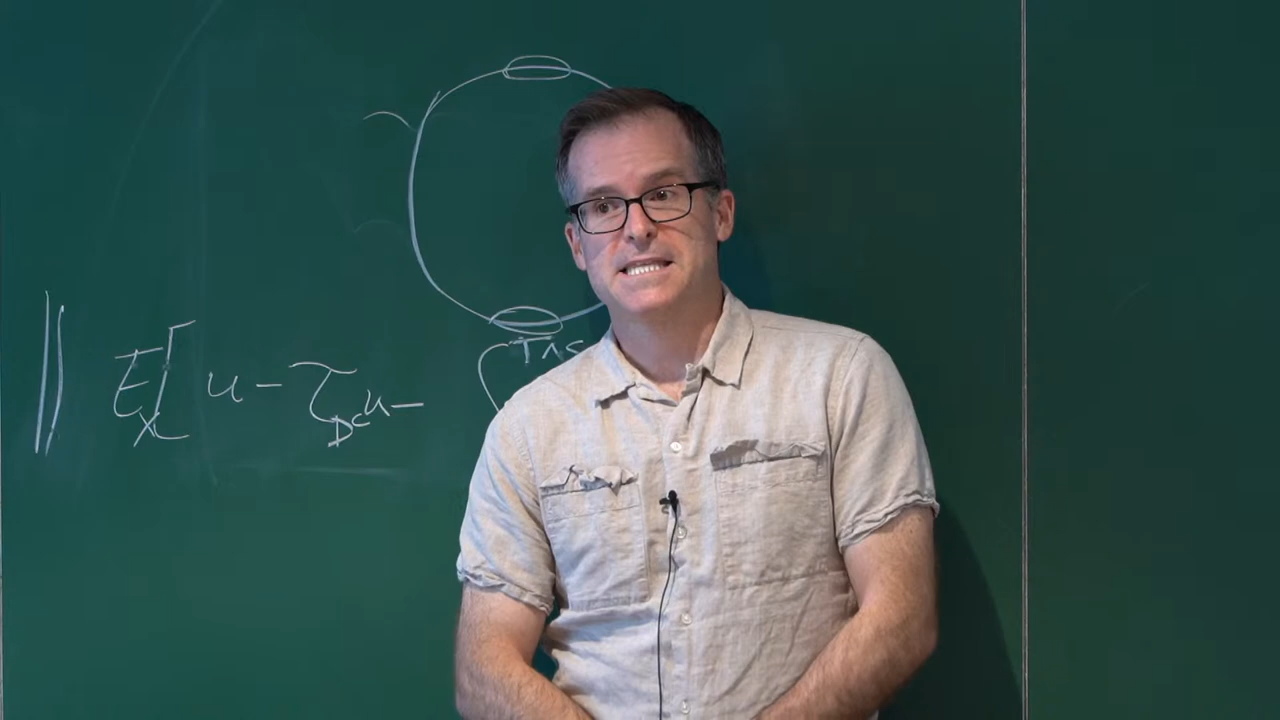 T∧S
|| E_x[ u - τ_{D^c} u - ∫